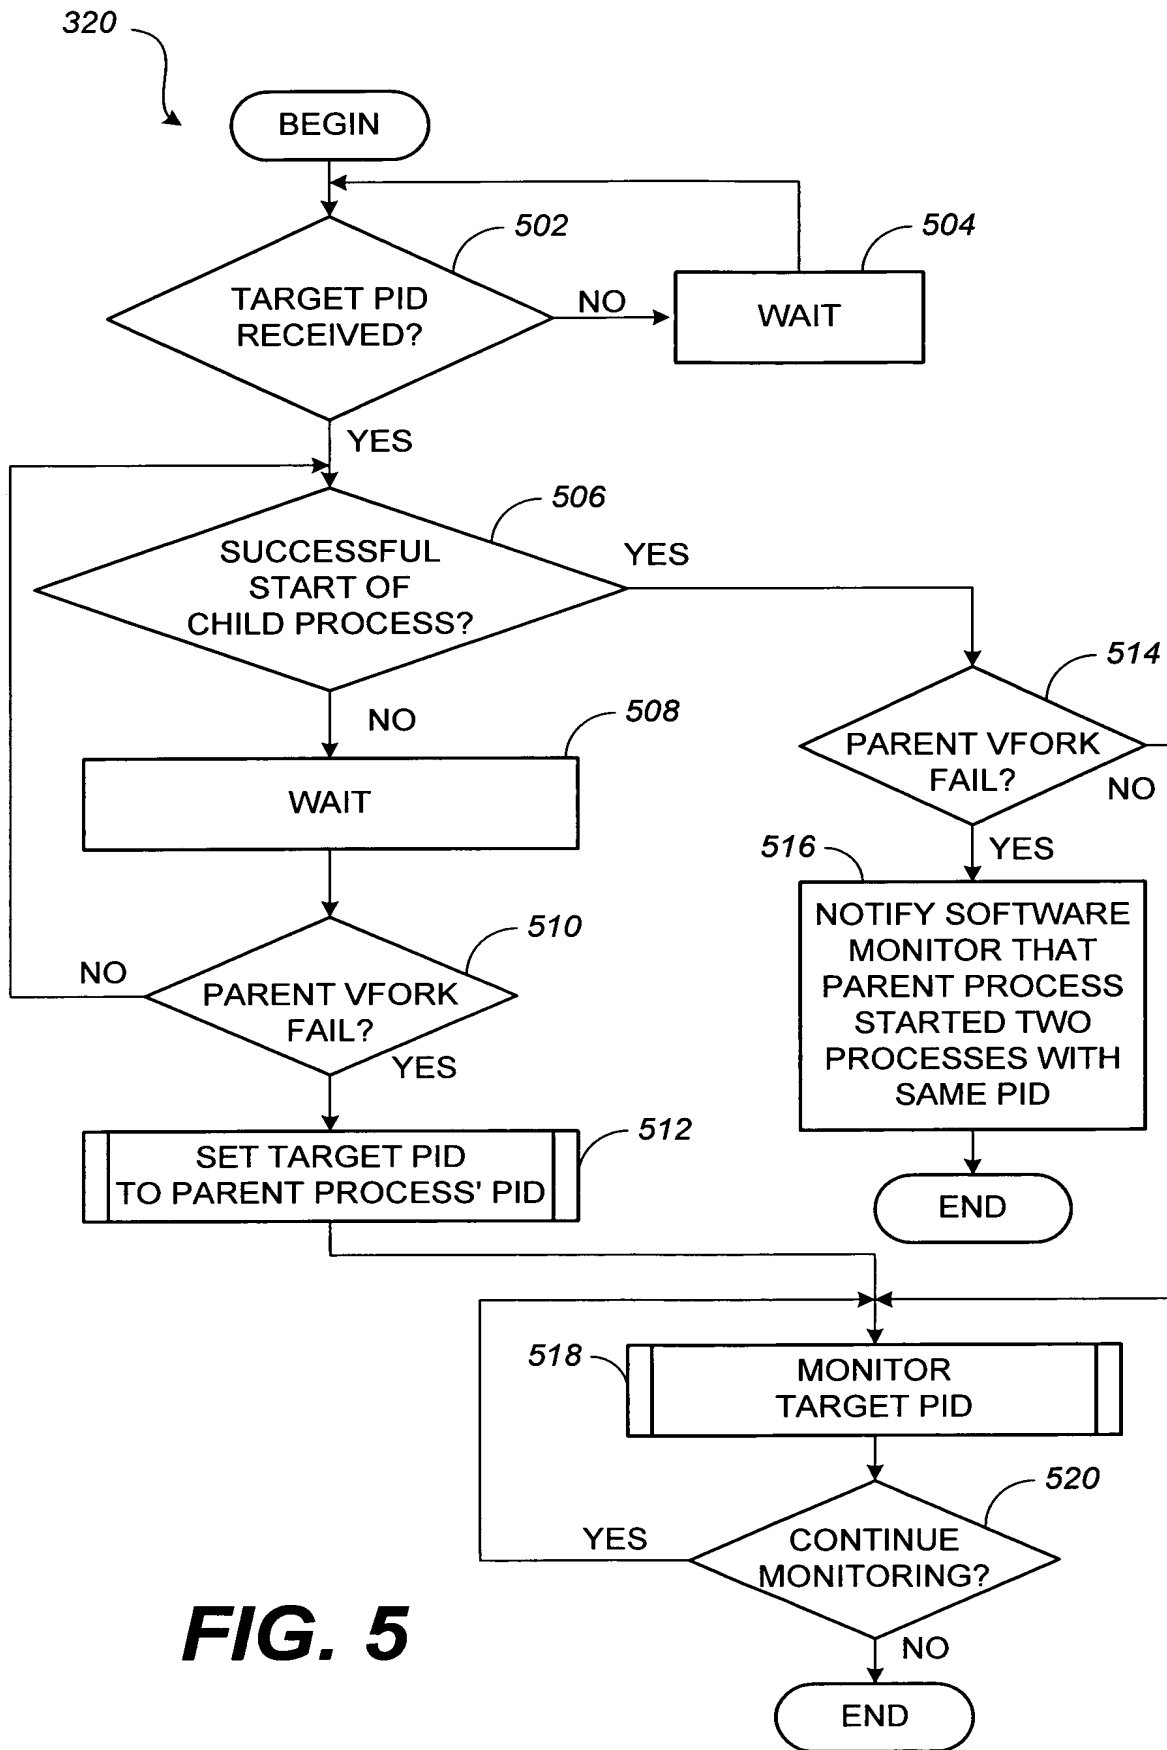 320
BEGIN
502
504
TARGET PID
RECEIVED?
NO
WAIT
YES
506
SUCCESSFUL
START OF
CHILD PROCESS?
YES
514
NO
508
PARENT VFORK
FAIL?
NO
WAIT
516
YES
NOTIFY SOFTWARE
MONITOR THAT
PARENT PROCESS
STARTED TWO
PROCESSES WITH
SAME PID
510
NO
PARENT VFORK
FAIL?
YES
512
SET TARGET PID
TO PARENT PROCESS' PID
END
518
MONITOR
TARGET PID
520
YES
CONTINUE
MONITORING?
NO
END
FIG. 5